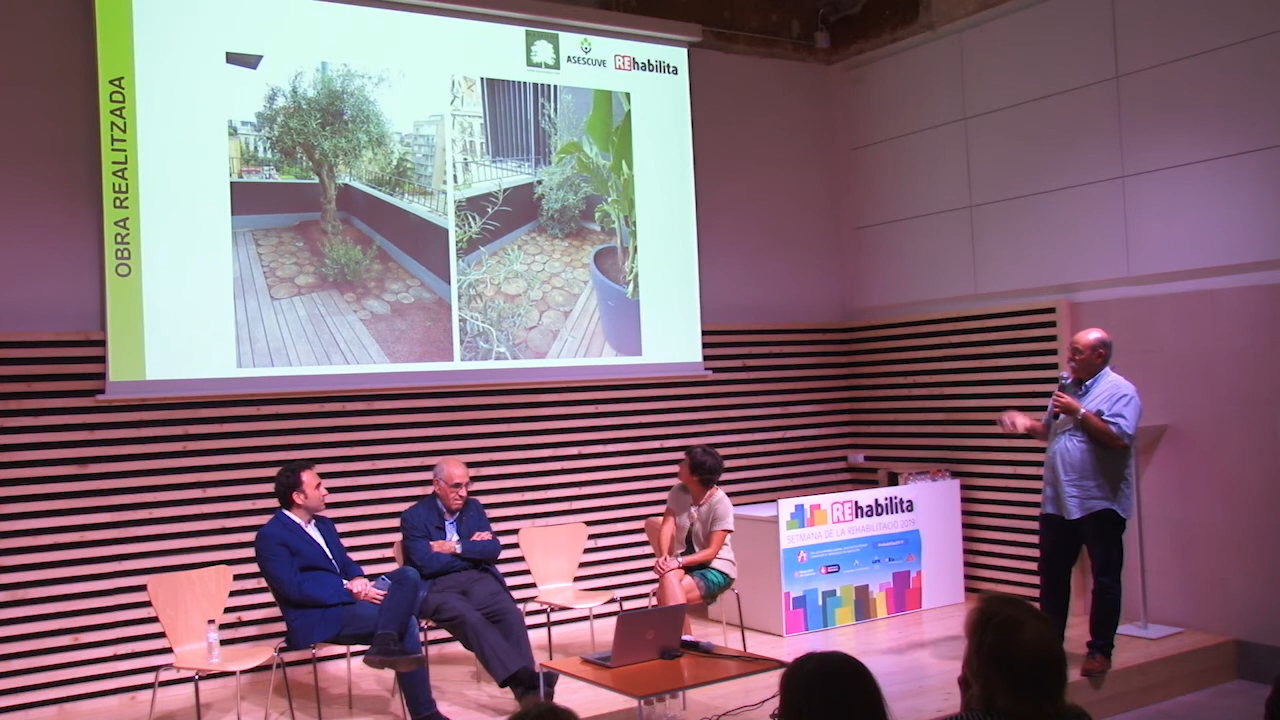 OBRA REALITZADA
ASESCUVE
REhabilita
REhabilita
SETMANA DE LA REHABILITACIÓ 2019